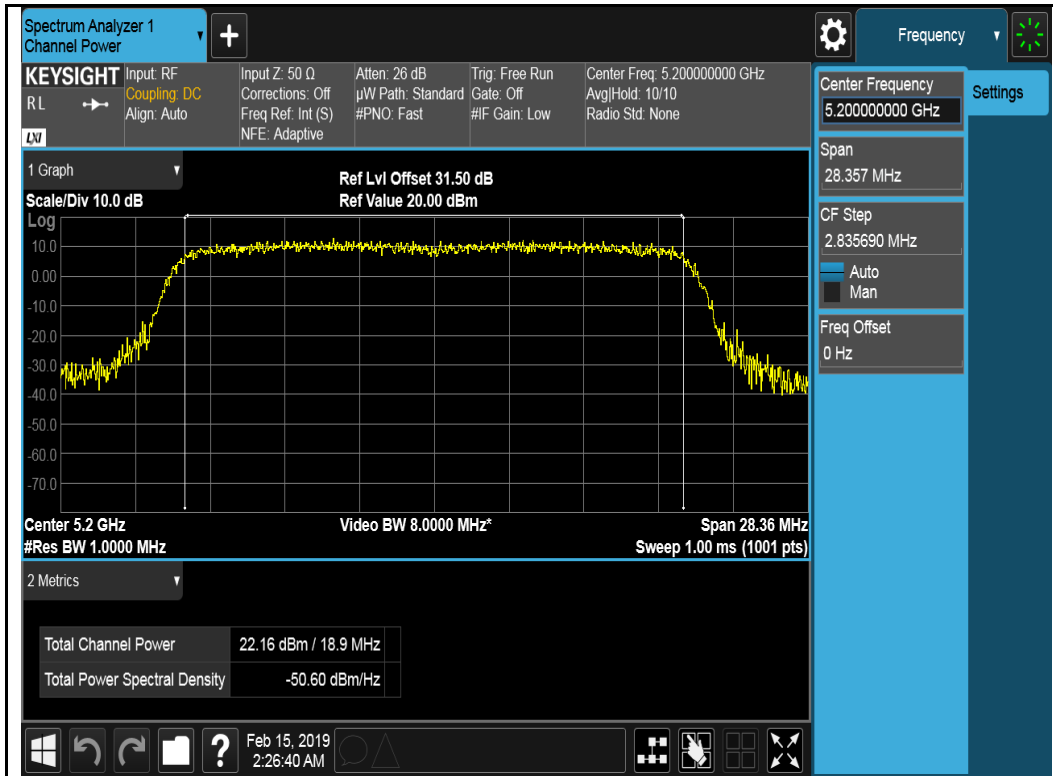 Spectrum Analyzer 1
Channel Power
+
Frequency
KEYSIGHT
R L
LXI
Input: RF
Coupling: DC
Align: Auto
Input Z: 50 Ω
Corrections: Off
Freq Ref: Int (S)
NFE: Adaptive
Atten: 26 dB
µW Path: Standard
#PNO: Fast
Trig: Free Run
Gate: Off
#IF Gain: Low
Center Freq: 5.200000000 GHz
Avg|Hold: 10/10
Radio Std: None
Center Frequency
5.200000000 GHz
Settings
Span
28.357 MHz
CF Step
2.835690 MHz
Auto
Man
Freq Offset
0 Hz
1 Graph
Scale/Div 10.0 dB
Ref Lvl Offset 31.50 dB
Ref Value 20.00 dBm
Log
10.0
0.00
-10.0
-20.0
-30.0
-40.0
-50.0
-60.0
-70.0
Center 5.2 GHz
#Res BW 1.0000 MHz
Video BW 8.0000 MHz*
Span 28.36 MHz
Sweep 1.00 ms (1001 pts)
2 Metrics
Total Channel Power 22.16 dBm / 18.9 MHz
Total Power Spectral Density -50.60 dBm/Hz
?
Feb 15, 2019
2:26:40 AM